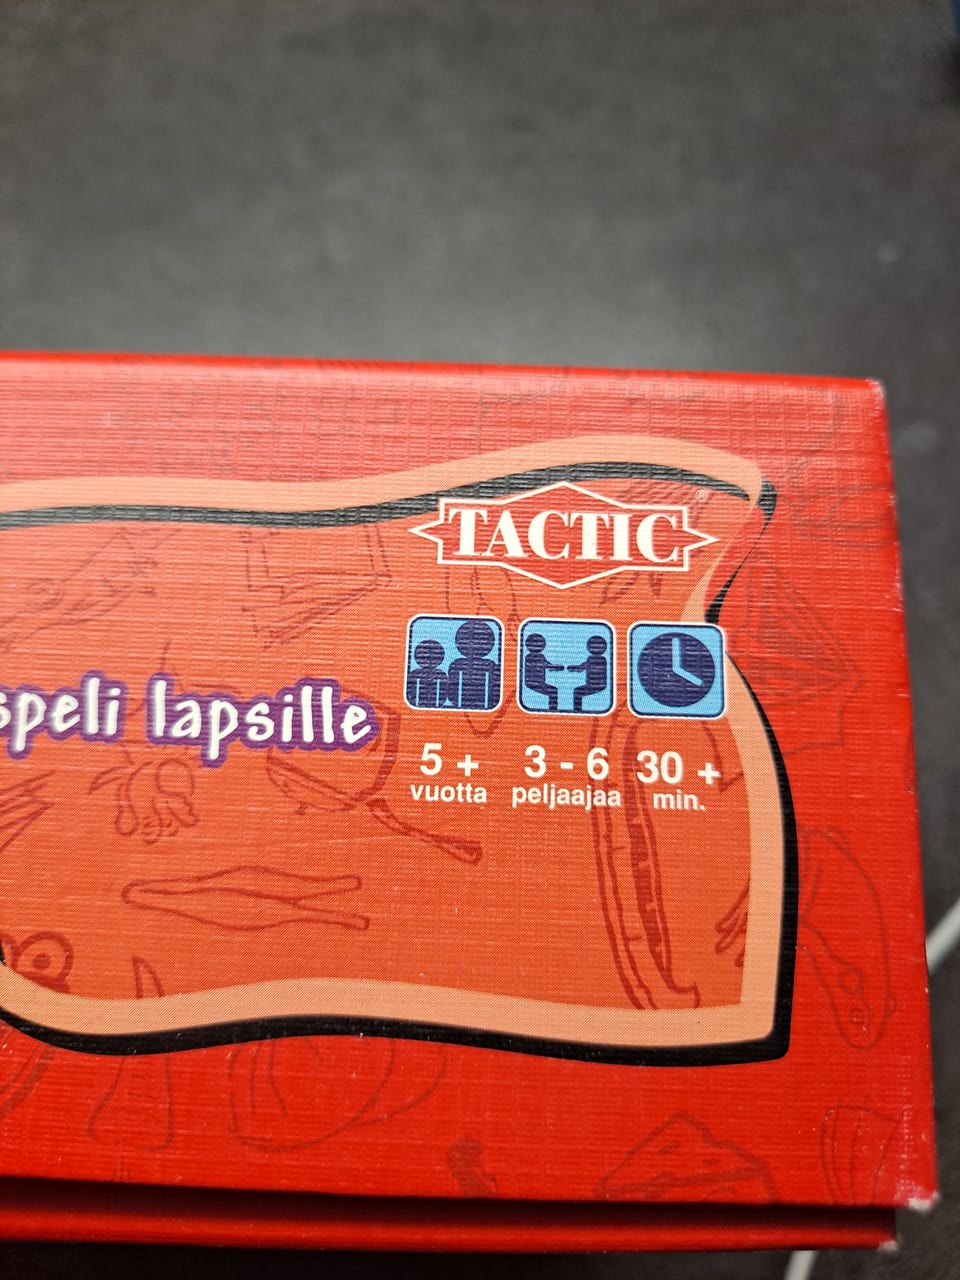 TACTIC®
speli lapsille
5 + 3 - 6 30 +
vuotta peljaajaa min.